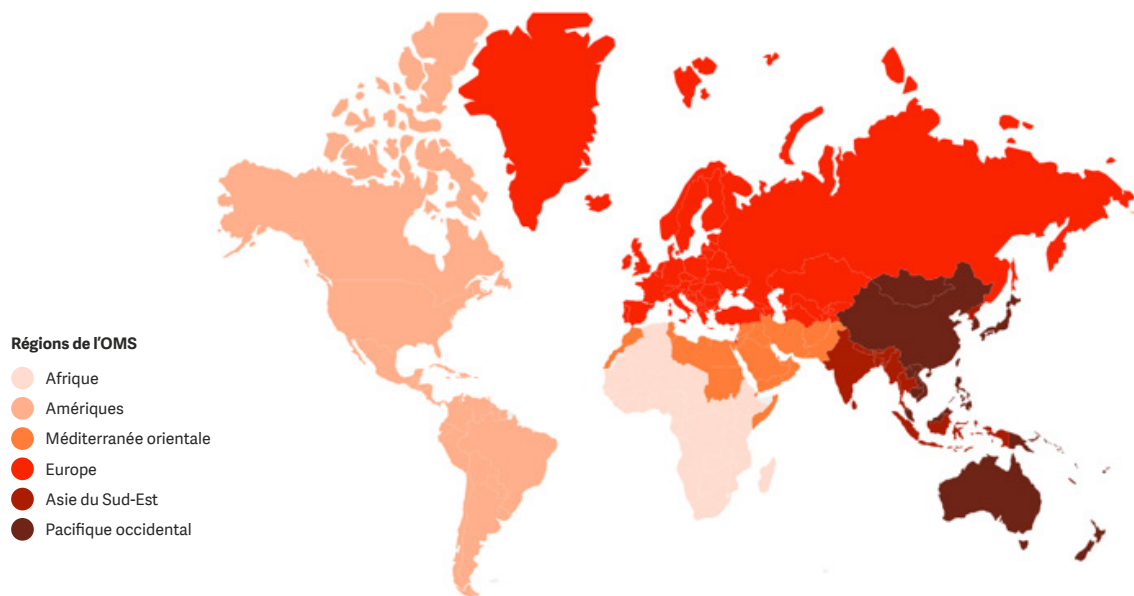 Régions de l'OMS
Afrique
Amériques
Méditerranée orientale
Europe
Asie du Sud-Est
Pacifique occidental